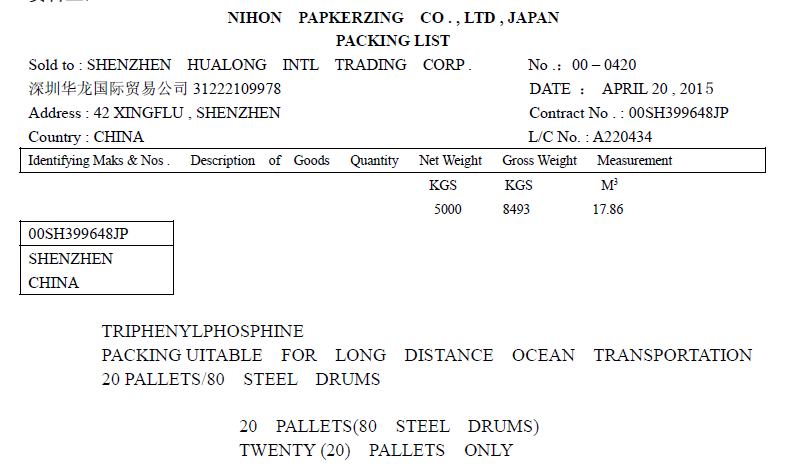 NIHON PAPKERZING CO . , LTD , JAPAN
PACKING LIST
Sold to : SHENZHEN HUALONG INTL TRADING CORP . No .：00 – 0420
深圳华龙国际贸易公司 31222109978 DATE ： APRIL 20 , 2015
Address : 42 XINGFLU , SHENZHEN Contract No . : 00SH399648JP
Country : CHINA L/C No. : A220434
Identifying Maks & Nos . Description of Goods Quantity Net Weight Gross Weight Measurement
KGS KGS M³
5000 8493 17.86
00SH399648JP
SHENZHEN
CHINA
TRIPHENYLPHOSPHINE
PACKING UITABLE FOR LONG DISTANCE OCEAN TRANSPORTATION
20 PALLETS/80 STEEL DRUMS
20 PALLETS(80 STEEL DRUMS)
TWENTY (20) PALLETS ONLY